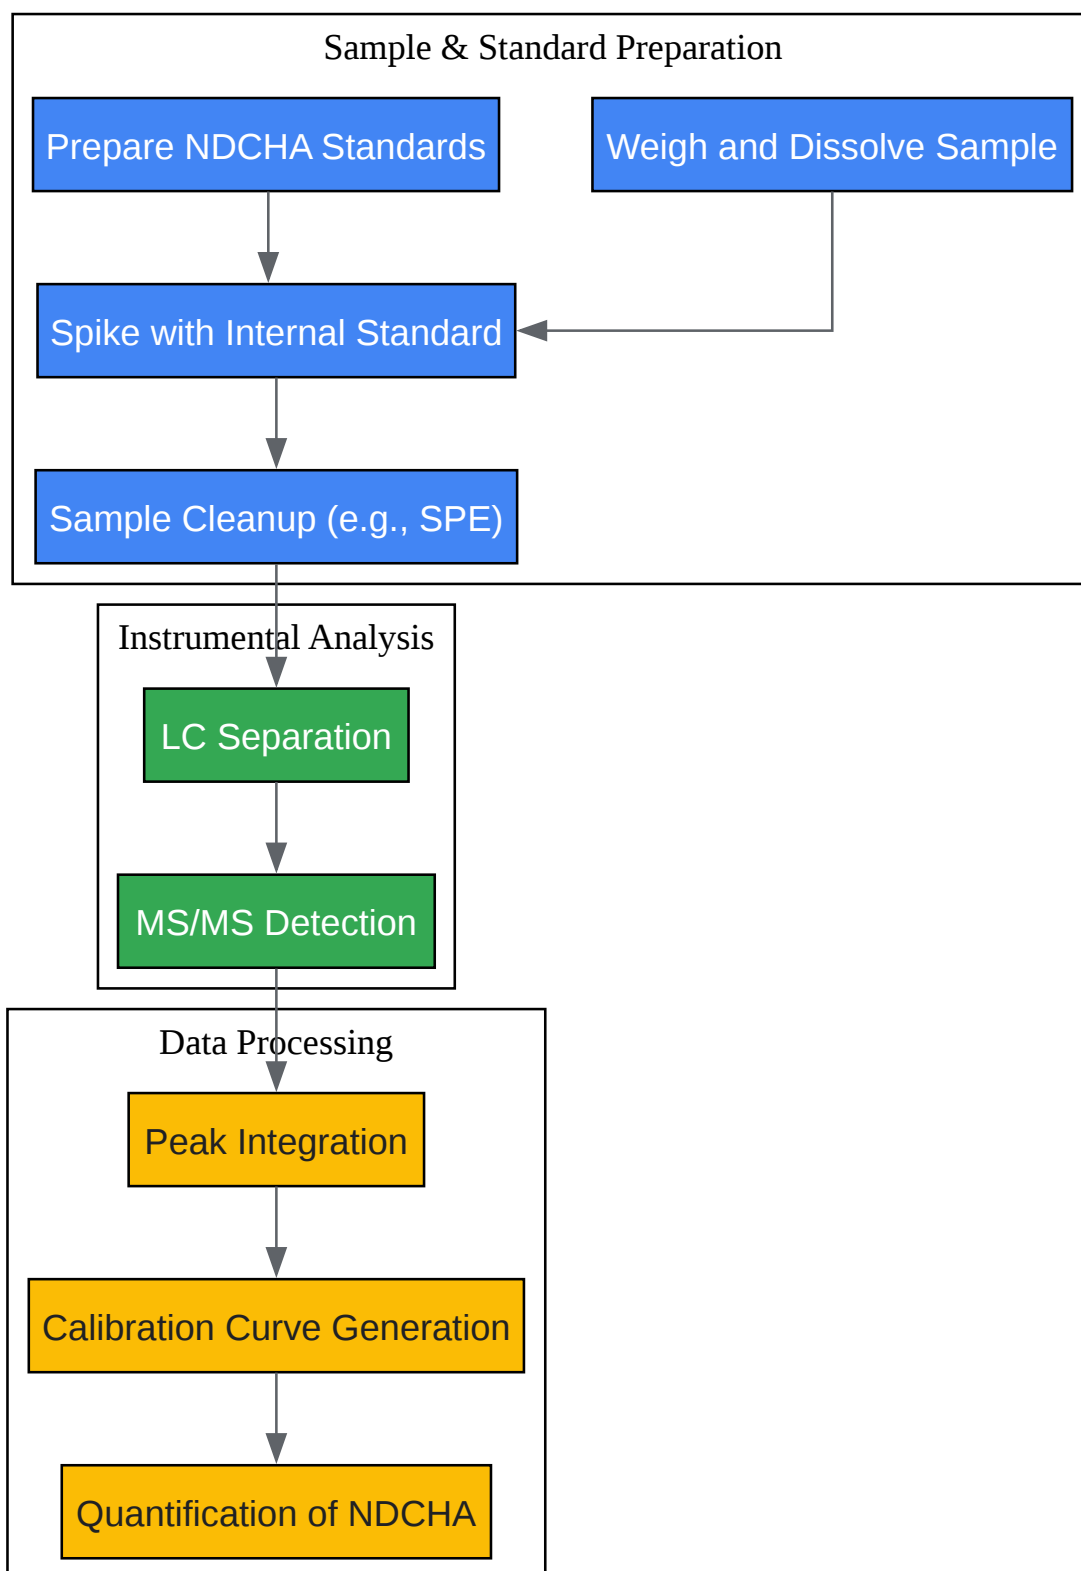 Sample & Standard Preparation
Prepare NDCHA Standards
Weigh and Dissolve Sample
Spike with Internal Standard
Sample Cleanup (e.g., SPE)
Instrumental Analysis
LC Separation
MS/MS Detection
Data Processing
Peak Integration
Calibration Curve Generation
Quantification of NDCHA